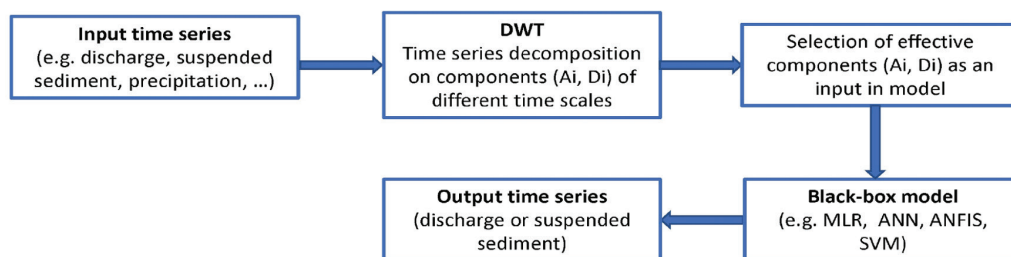 Input time series
(e.g. discharge, suspended
sediment, precipitation, ...)
DWT
Time series decomposition
on components (Ai, Di) of
different time scales
Selection of effective
components (Ai, Di) as an
input in model
Output time series
(discharge or suspended
sediment)
Black-box model
(e.g. MLR, ANN, ANFIS,
SVM)